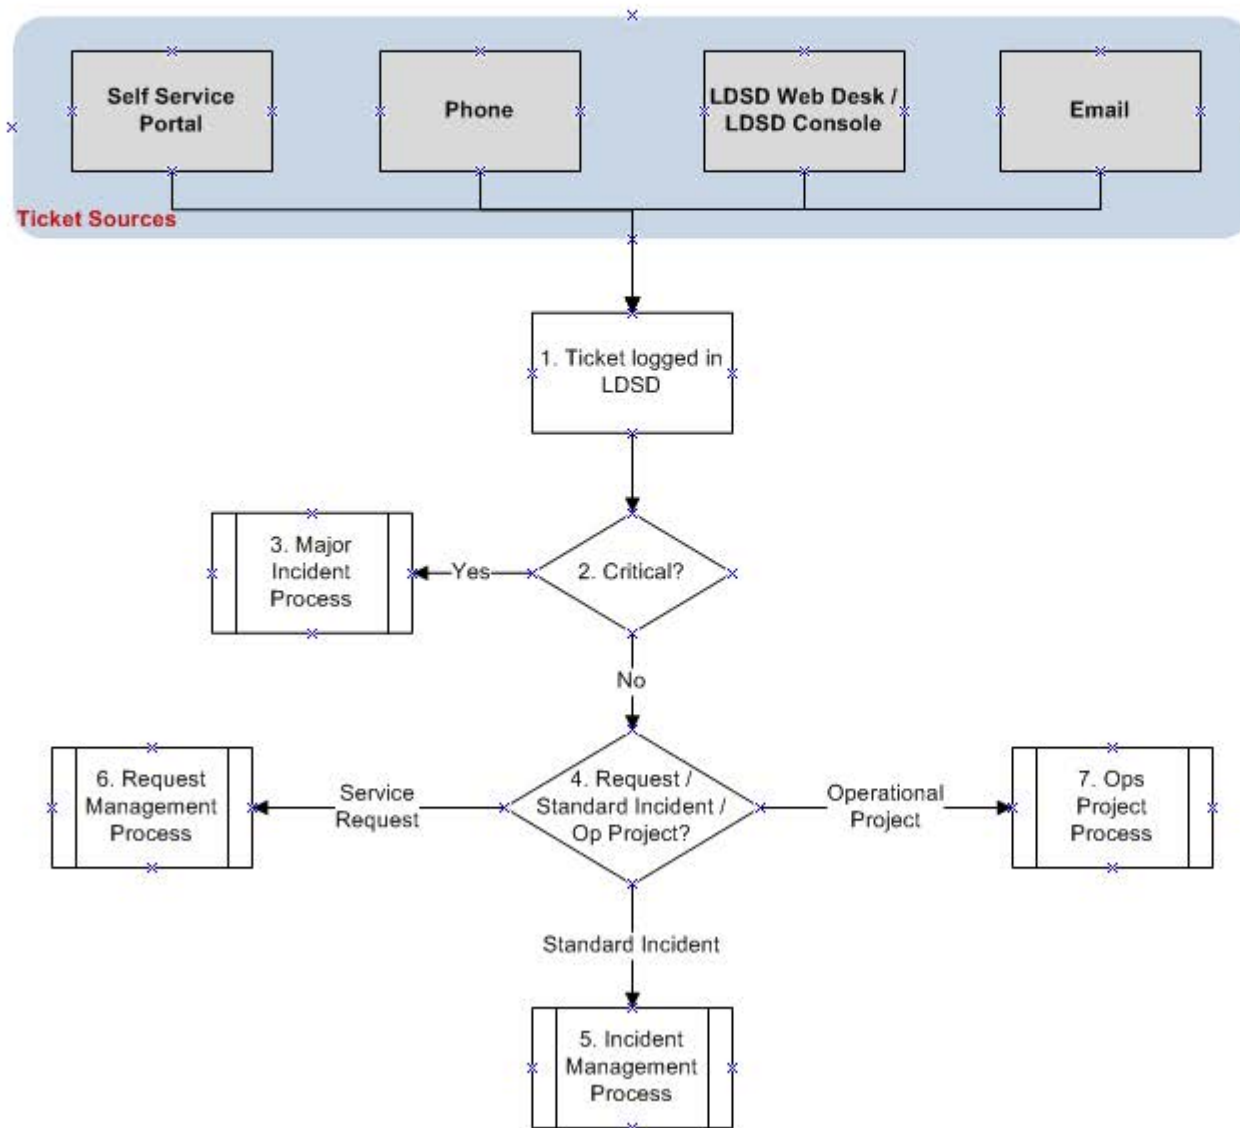 Self Service
Portal
Phone
LDSD Web Desk /
LDSD Console
Email
Ticket Sources
1. Ticket logged in
LDSD
3. Major
Incident
Process
Yes
2. Critical?
No
6. Request
Management
Process
Service
Request
4. Request /
Standard Incident /
Op Project?
Operational
Project
7. Ops
Project
Process
Standard Incident
5. Incident
Management
Process